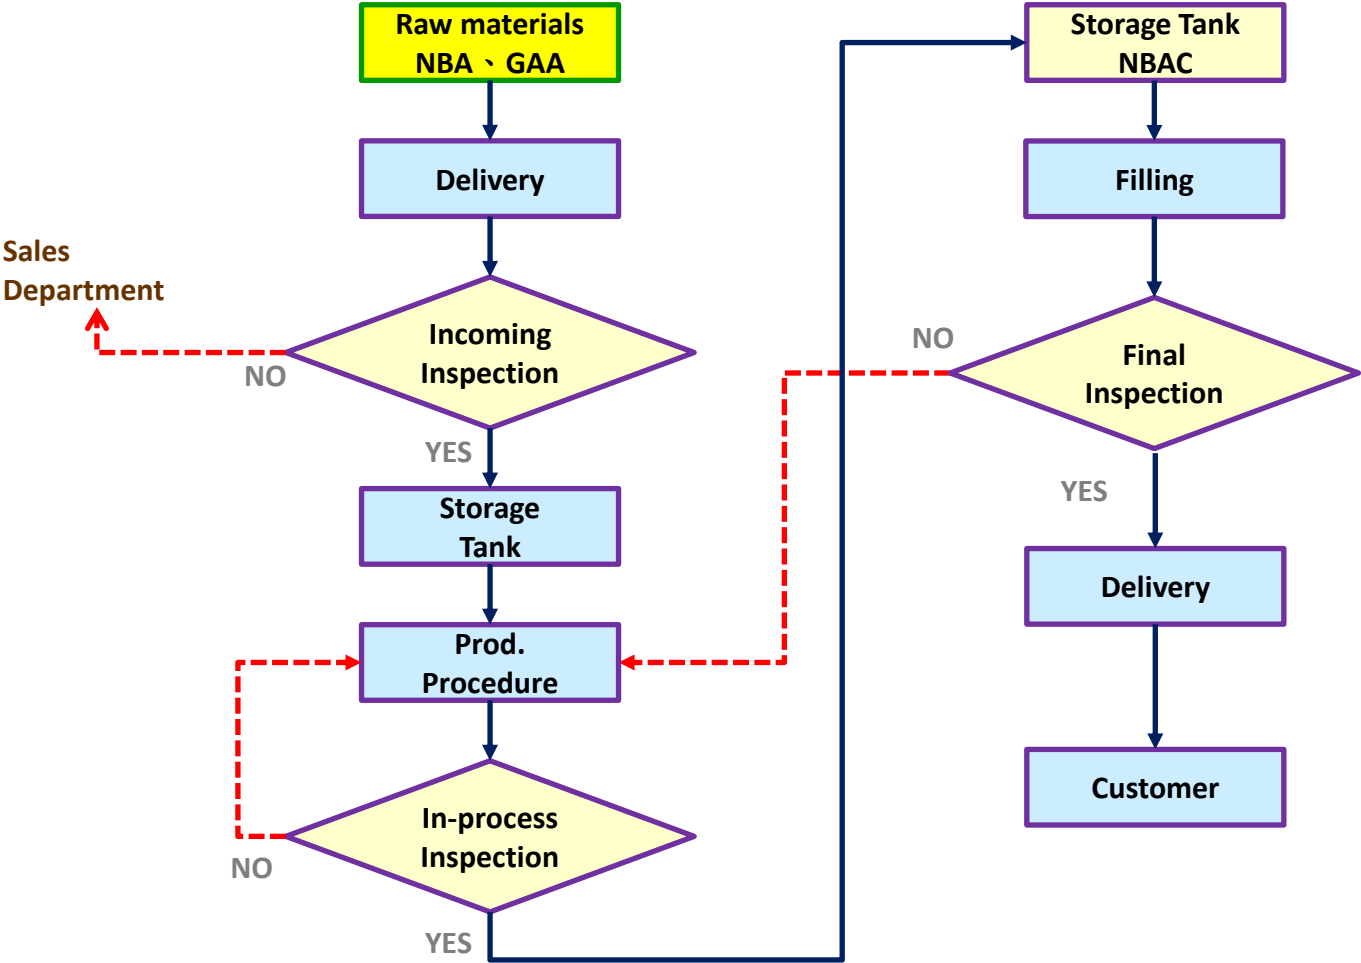 Raw materials
NBA、GAA
Delivery
Sales
Department
Incoming
Inspection
NO
YES
Storage
Tank
Prod.
Procedure
In-process
Inspection
NO
YES
Storage Tank
NBAC
Filling
NO
Final
Inspection
YES
Delivery
Customer